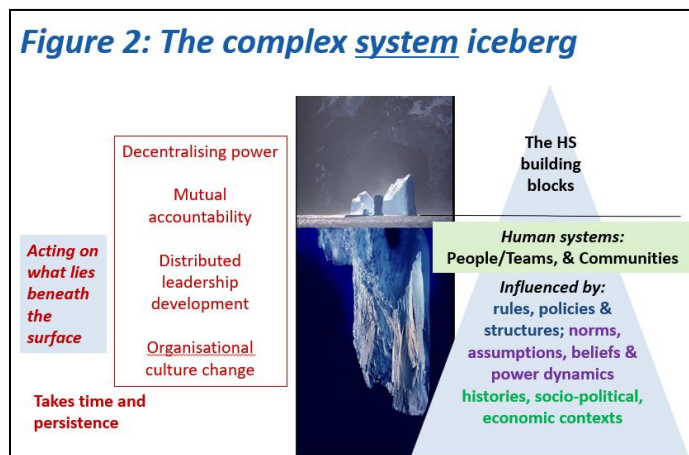 Figure 2: The complex system iceberg
Decentralising power
Mutual
accountability
Distributed
leadership
development
Organisational
culture change
Acting on
what lies
beneath
the
surface
Takes time and
persistence
The HS
building
blocks
Human systems:
People/Teams, & Communities
Influenced by:
rules, policies &
structures; norms,
assumptions, beliefs &
power dynamics
histories, socio-political,
economic contexts